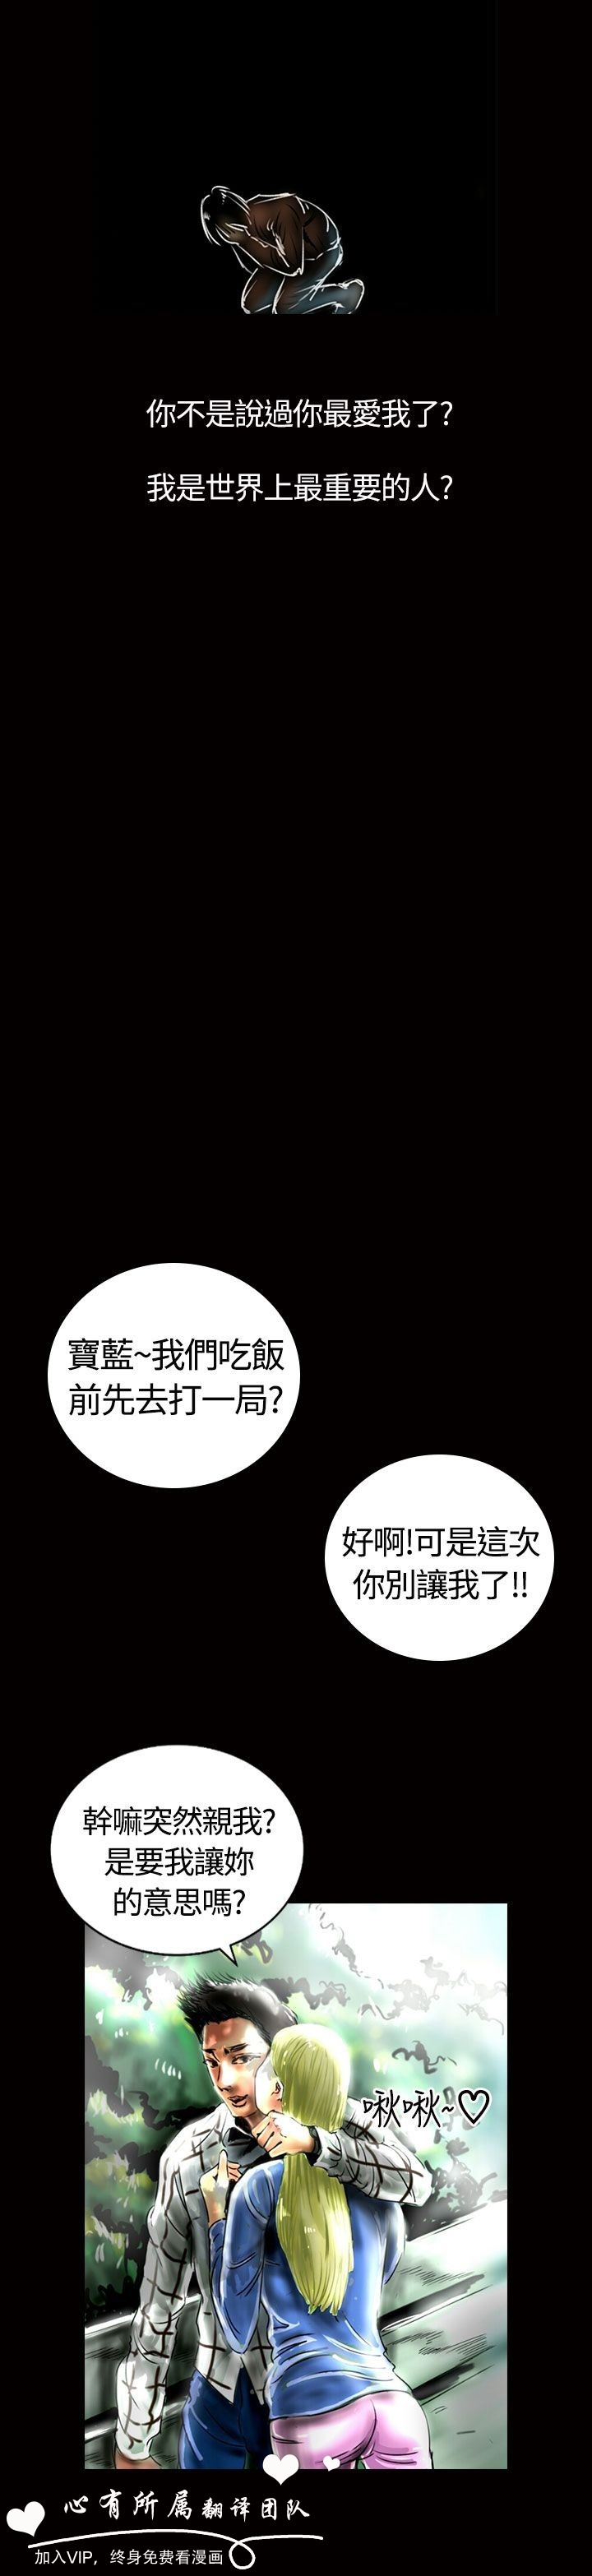 你不是說過你最愛我了?
我是世界上最重要的人?
寶藍~我們吃飯
前先去打一局?
好啊!可是這次
你別讓我了!!
幹嘛突然親我?
是要我讓妳
的意思嗎?
啾啾~♡
心有所属翻译团队
加入VIP，终身免费看漫画